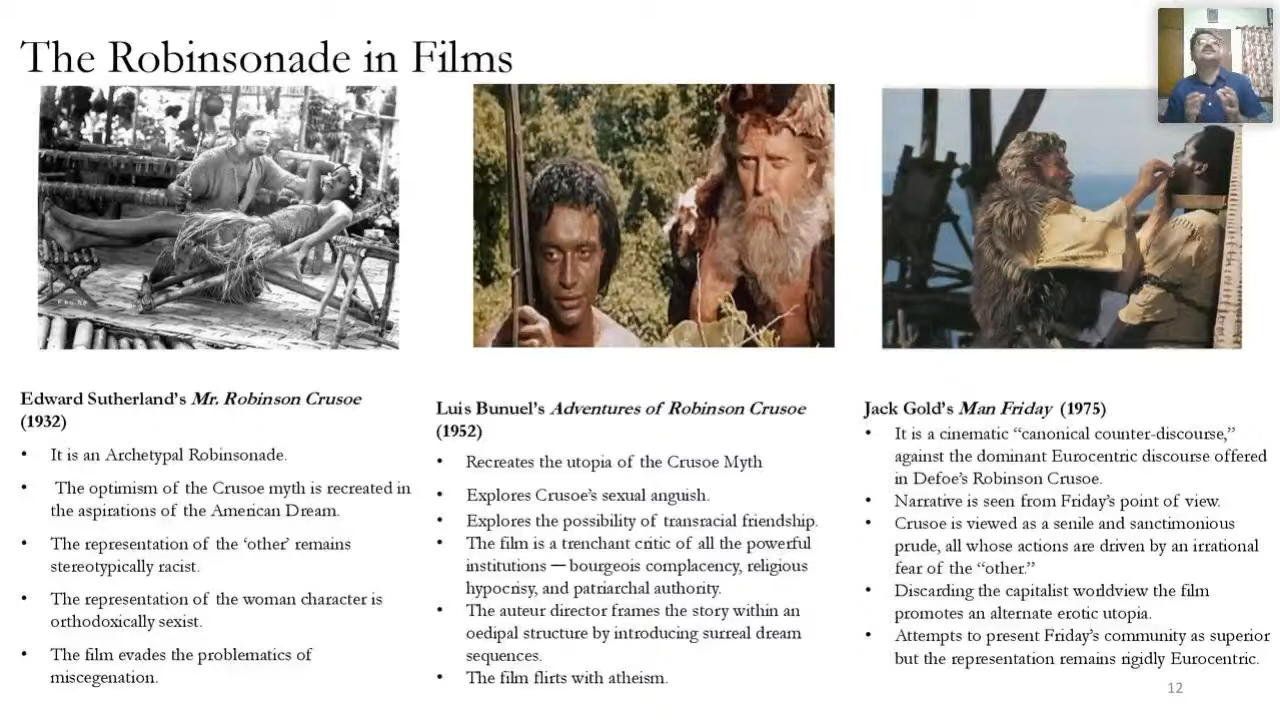 The Robinsonade in Films
Edward Sutherland's Mr. Robinson Crusoe
(1932)
• It is an Archetypal Robinsonade.
• The optimism of the Crusoe myth is recreated in
the aspirations of the American Dream.
• The representation of the 'other' remains
stereotypically racist.
• The representation of the woman character is
orthodoxically sexist.
• The film evades the problematics of
miscegenation.
Luis Bunuel's Adventures of Robinson Crusoe
(1952)
• Recreates the utopia of the Crusoe Myth
• Explores Crusoe's sexual anguish.
• Explores the possibility of transracial friendship.
• The film is a trenchant critic of all the powerful
institutions — bourgeois complacency, religious
hypocrisy, and patriarchal authority.
• The auteur director frames the story within an
oedipal structure by introducing surreal dream
sequences.
• The film flirts with atheism.
Jack Gold's Man Friday (1975)
• It is a cinematic "canonical counter-discourse,"
against the dominant Eurocentric discourse offered
in Defoe's Robinson Crusoe.
• Narrative is seen from Friday's point of view.
• Crusoe is viewed as a senile and sanctimonious
prude, all whose actions are driven by an irrational
fear of the "other."
• Discarding the capitalist worldview the film
promotes an alternate erotic utopia.
• Attempts to present Friday's community as superior
but the representation remains rigidly Eurocentric.
12